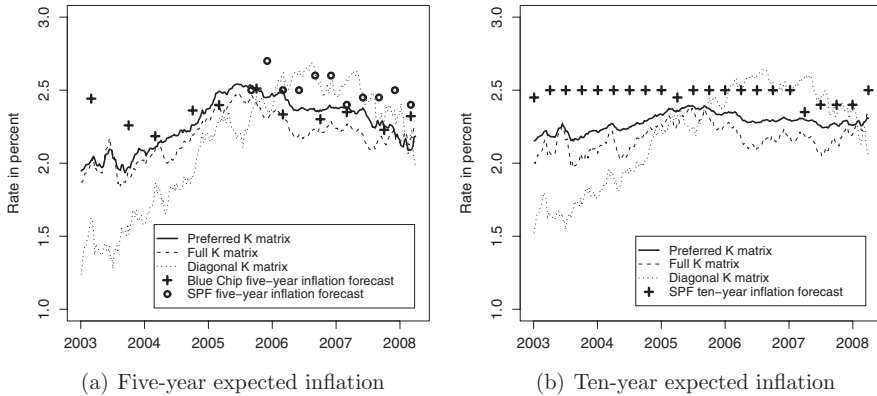 3.0
2.5
2.0
1.5
1.0
Rate in percent
Preferred K matrix
Full K matrix
Diagonal K matrix
Blue Chip five−year inflation forecast
SPF five−year inflation forecast
2003 2004 2005 2006 2007 2008
(a) Five-year expected inflation
3.0
2.5
2.0
1.5
1.0
Rate in percent
Preferred K matrix
Full K matrix
Diagonal K matrix
SPF ten−year inflation forecast
2003 2004 2005 2006 2007 2008
(b) Ten-year expected inflation